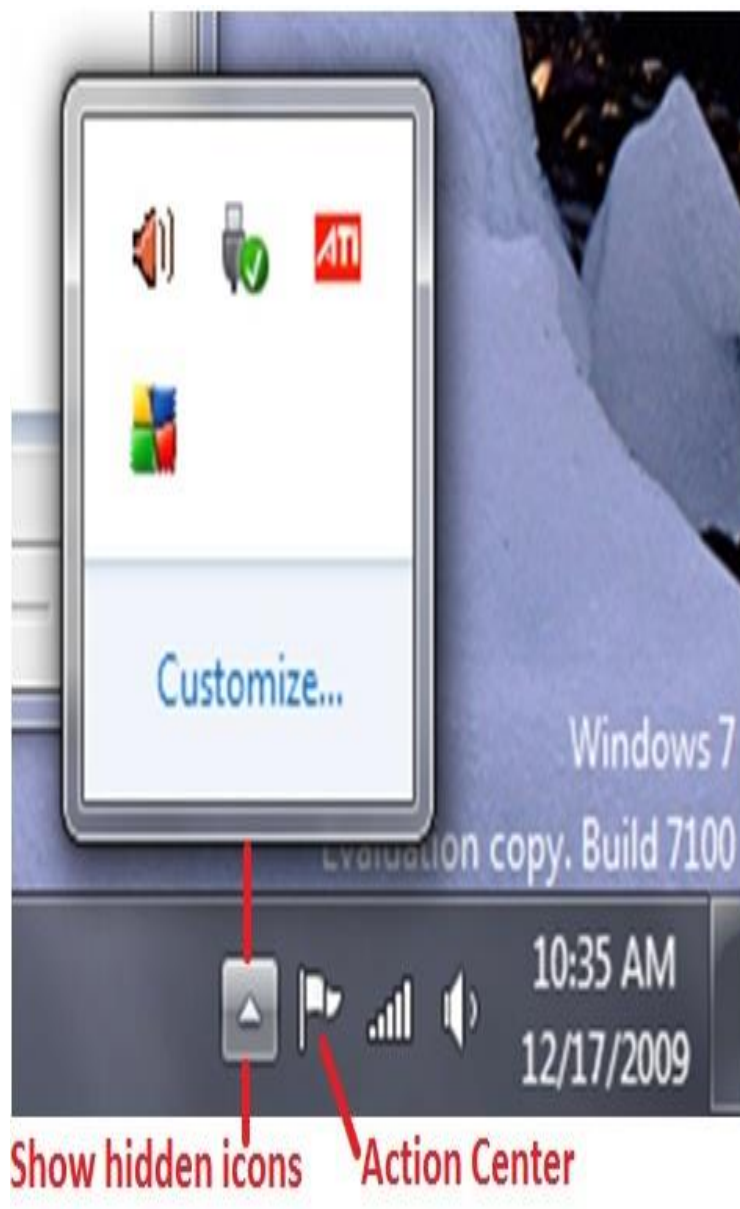 ATI
Customize...
Windows 7
Evaluation copy. Build 7100
10:35 AM
12/17/2009
Show hidden icons
Action Center